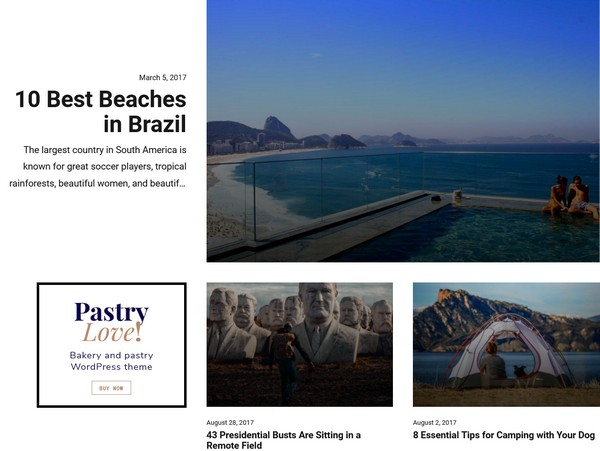 March 5, 2017
10 Best Beaches
in Brazil
The largest country in South America is
known for great soccer players, tropical
rainforests, beautiful women, and beautif...
Pastry
Love!
Bakery and pastry
WordPress theme
BUY NOW
August 28, 2017
43 Presidential Busts Are Sitting in a
Remote Field
August 2, 2017
8 Essential Tips for Camping with Your Dog